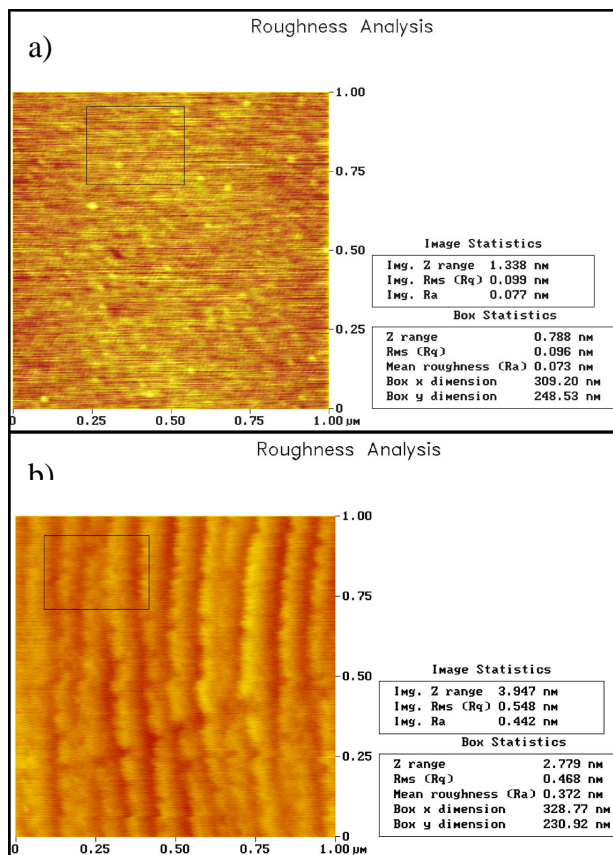 Roughness Analysis
a)
1.00
0.75
0.50
0.25
0
0 0.25 0.50 0.75 1.00 µM
Image Statistics
Img. Z range 1.338 nm
Img. Rms (Rq) 0.099 nm
Img. Ra 0.077 nm
Box Statistics
Z range 0.788 nm
Rms (Rq) 0.096 nm
Mean roughness (Ra) 0.073 nm
Box x dimension 309.20 nm
Box y dimension 248.53 nm
Roughness Analysis
b)
1.00
0.75
0.50
0.25
0
0 0.25 0.50 0.75 1.00 µM
Image Statistics
Img. Z range 3.947 nM
Img. Rms (Rq) 0.548 nM
Img. Ra 0.442 nM
Box Statistics
Z range 2.779 nm
Rms (Rq) 0.468 nm
Mean roughness (Ra) 0.372 nm
Box x dimension 328.77 nm
Box y dimension 230.92 nm